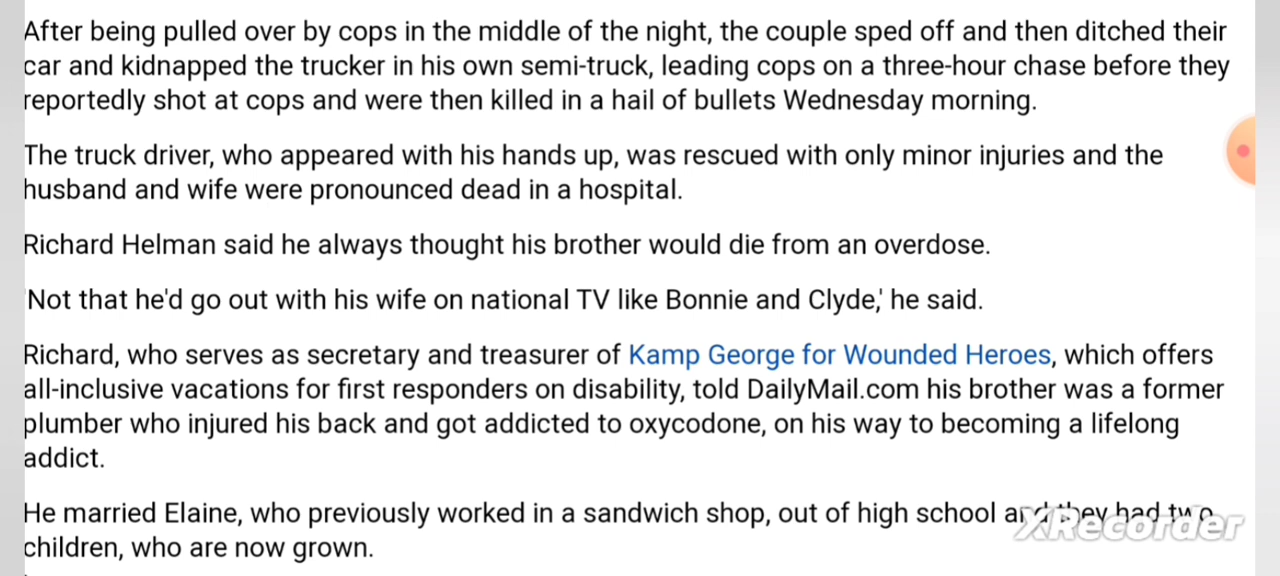 After being pulled over by cops in the middle of the night, the couple sped off and then ditched their
car and kidnapped the trucker in his own semi-truck, leading cops on a three-hour chase before they
reportedly shot at cops and were then killed in a hail of bullets Wednesday morning.
The truck driver, who appeared with his hands up, was rescued with only minor injuries and the
husband and wife were pronounced dead in a hospital.
Richard Helman said he always thought his brother would die from an overdose.
'Not that he'd go out with his wife on national TV like Bonnie and Clyde,' he said.
Richard, who serves as secretary and treasurer of Kamp George for Wounded Heroes, which offers
all-inclusive vacations for first responders on disability, told DailyMail.com his brother was a former
plumber who injured his back and got addicted to oxycodone, on his way to becoming a lifelong
addict.
He married Elaine, who previously worked in a sandwich shop, out of high school and they had two
children, who are now grown.
XRecorder